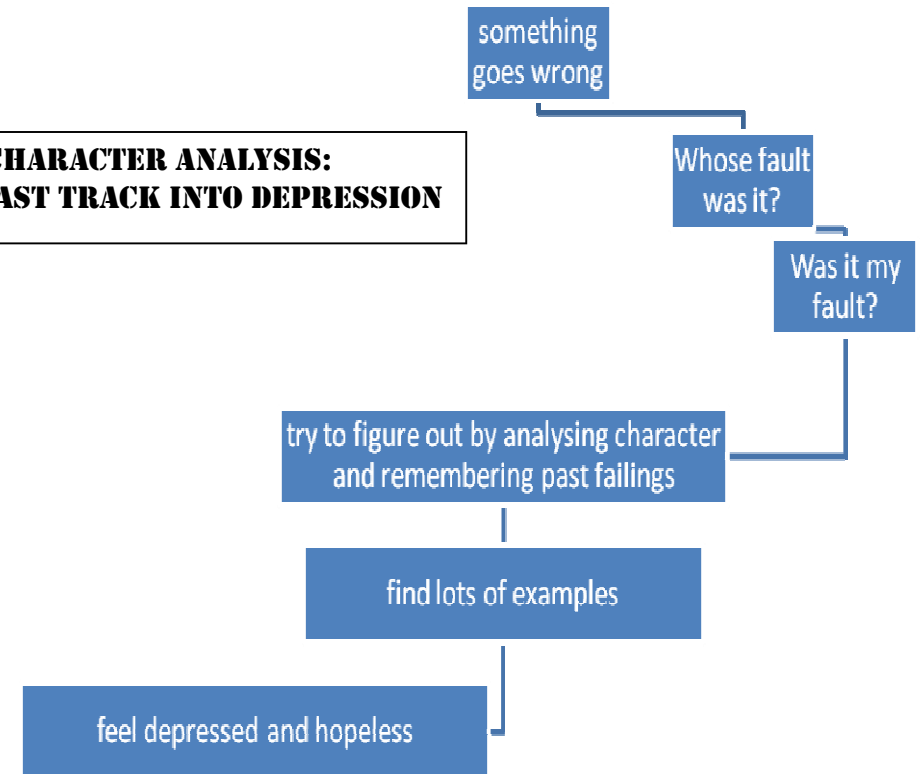 something
goes wrong
CHARACTER ANALYSIS:
AST TRACK INTO DEPRESSION
Whose fault
was it?
Was it my
fault?
try to figure out by analysing character
and remembering past failings
find lots of examples
feel depressed and hopeless